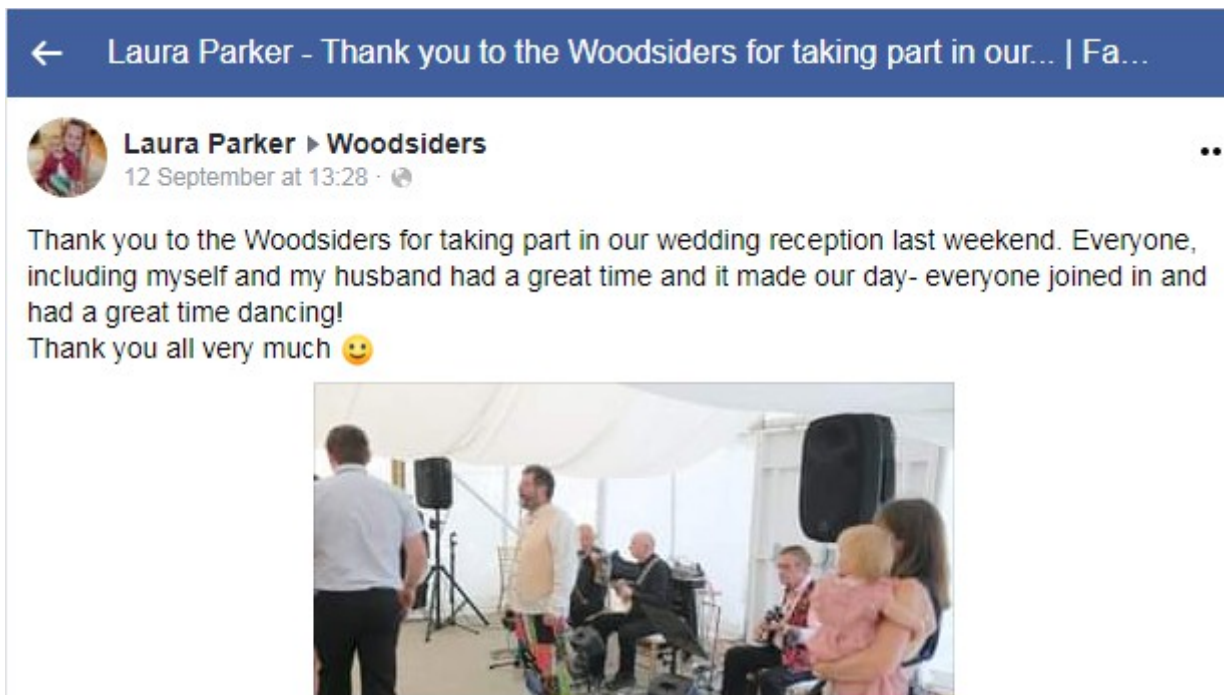 Laura Parker - Thank you to the Woodsiders for taking part in our... | Fa...
Laura Parker ▸ Woodsiders
12 September at 13:28 ·
Thank you to the Woodsiders for taking part in our wedding reception last weekend. Everyone,
including myself and my husband had a great time and it made our day- everyone joined in and
had a great time dancing!
Thank you all very much 🙂